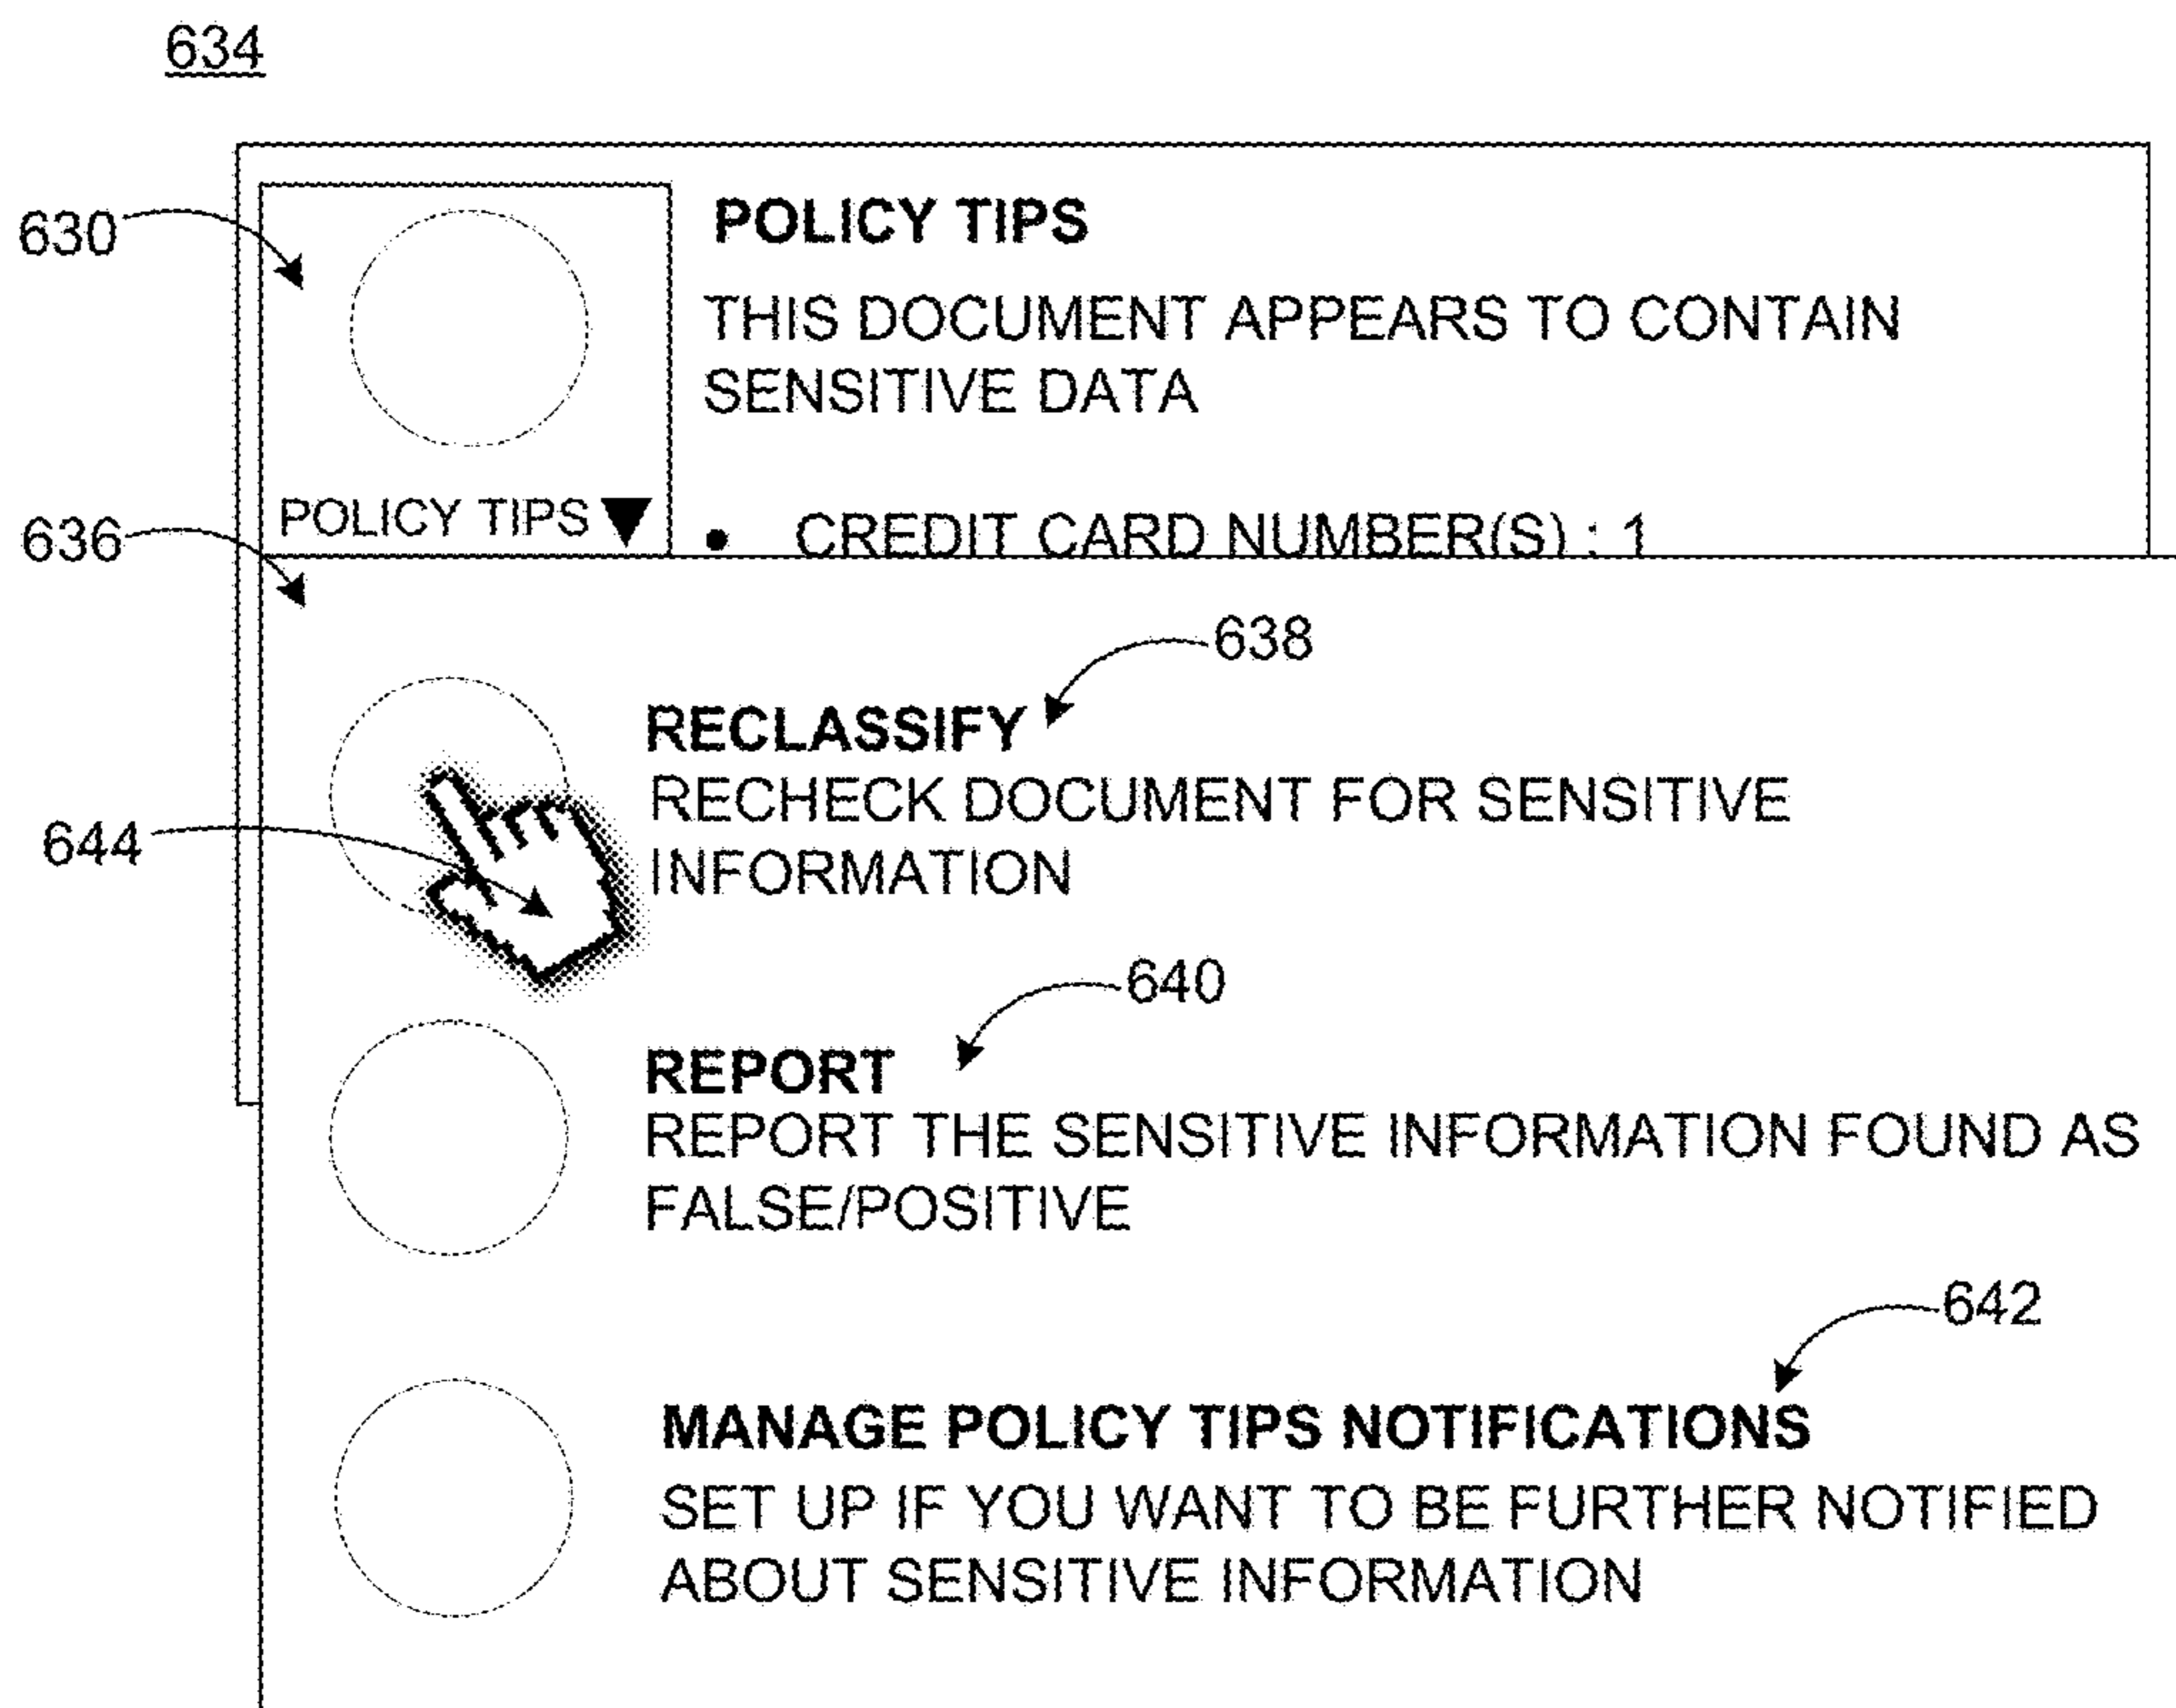 634
630
POLICY TIPS
THIS DOCUMENT APPEARS TO CONTAIN
SENSITIVE DATA
POLICY TIPS
636
• CREDIT CARD NUMBER(S) : 1
638
RECLASSIFY
RECHECK DOCUMENT FOR SENSITIVE
INFORMATION
644
640
REPORT
REPORT THE SENSITIVE INFORMATION FOUND AS
FALSE/POSITIVE
642
MANAGE POLICY TIPS NOTIFICATIONS
SET UP IF YOU WANT TO BE FURTHER NOTIFIED
ABOUT SENSITIVE INFORMATION